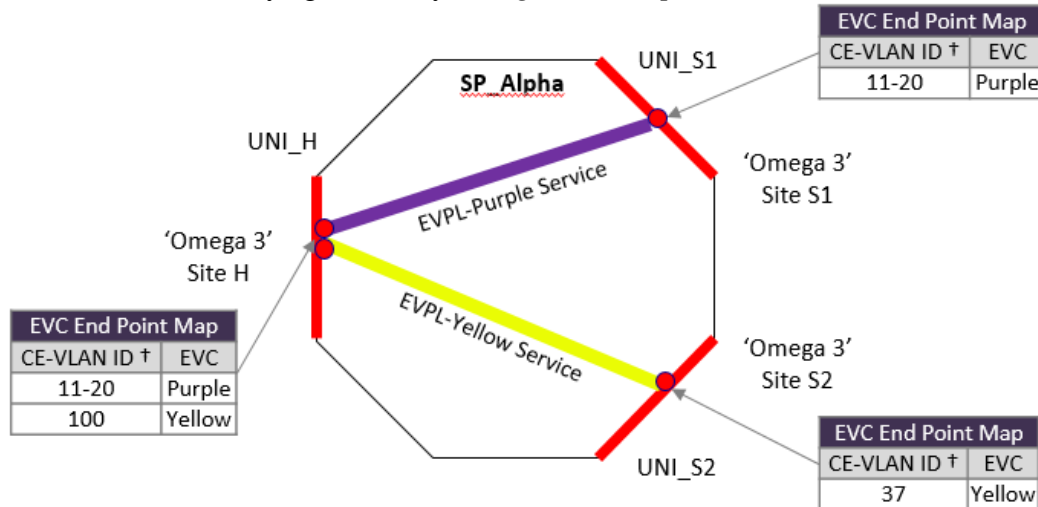 EVC End Point Map
CE-VLAN ID † EVC
11-20 Purple
UNI_S1
SP_Alpha
UNI_H
'Omega 3'
Site S1
EVPL-Purple Service
'Omega 3'
Site H
EVPL-Yellow Service
EVC End Point Map
CE-VLAN ID † EVC
11-20 Purple
100 Yellow
'Omega 3'
Site S2
UNI_S2
EVC End Point Map
CE-VLAN ID † EVC
37 Yellow